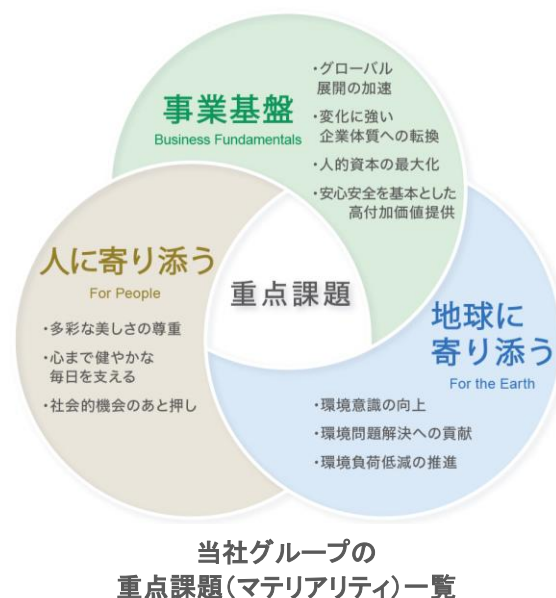 事業基盤
Business Fundamentals
・グローバル
展開の加速
・変化に強い
企業体質への転換
・人的資本の最大化
・安心安全を基本とした
高付加価値提供
人に寄り添う
For People
・多彩な美しさの尊重
・心まで健やかな
毎日を支える
・社会的機会のあと押し
重点課題
地球に
寄り添う
For the Earth
・環境意識の向上
・環境問題解決への貢献
・環境負荷低減の推進
当社グループの
重点課題（マテリアリティ）一覧